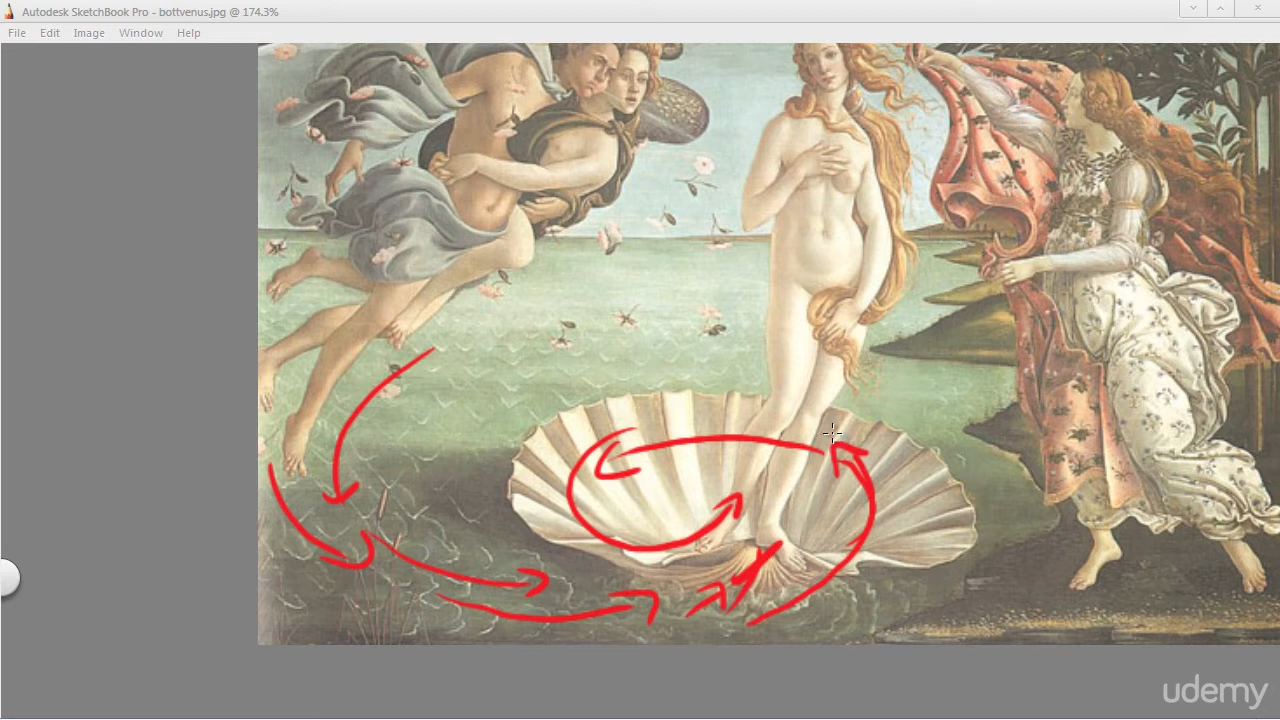 Autodesk SketchBook Pro - bottvenus.jpg @ 174.3%
File Edit Image Window Help
udemy